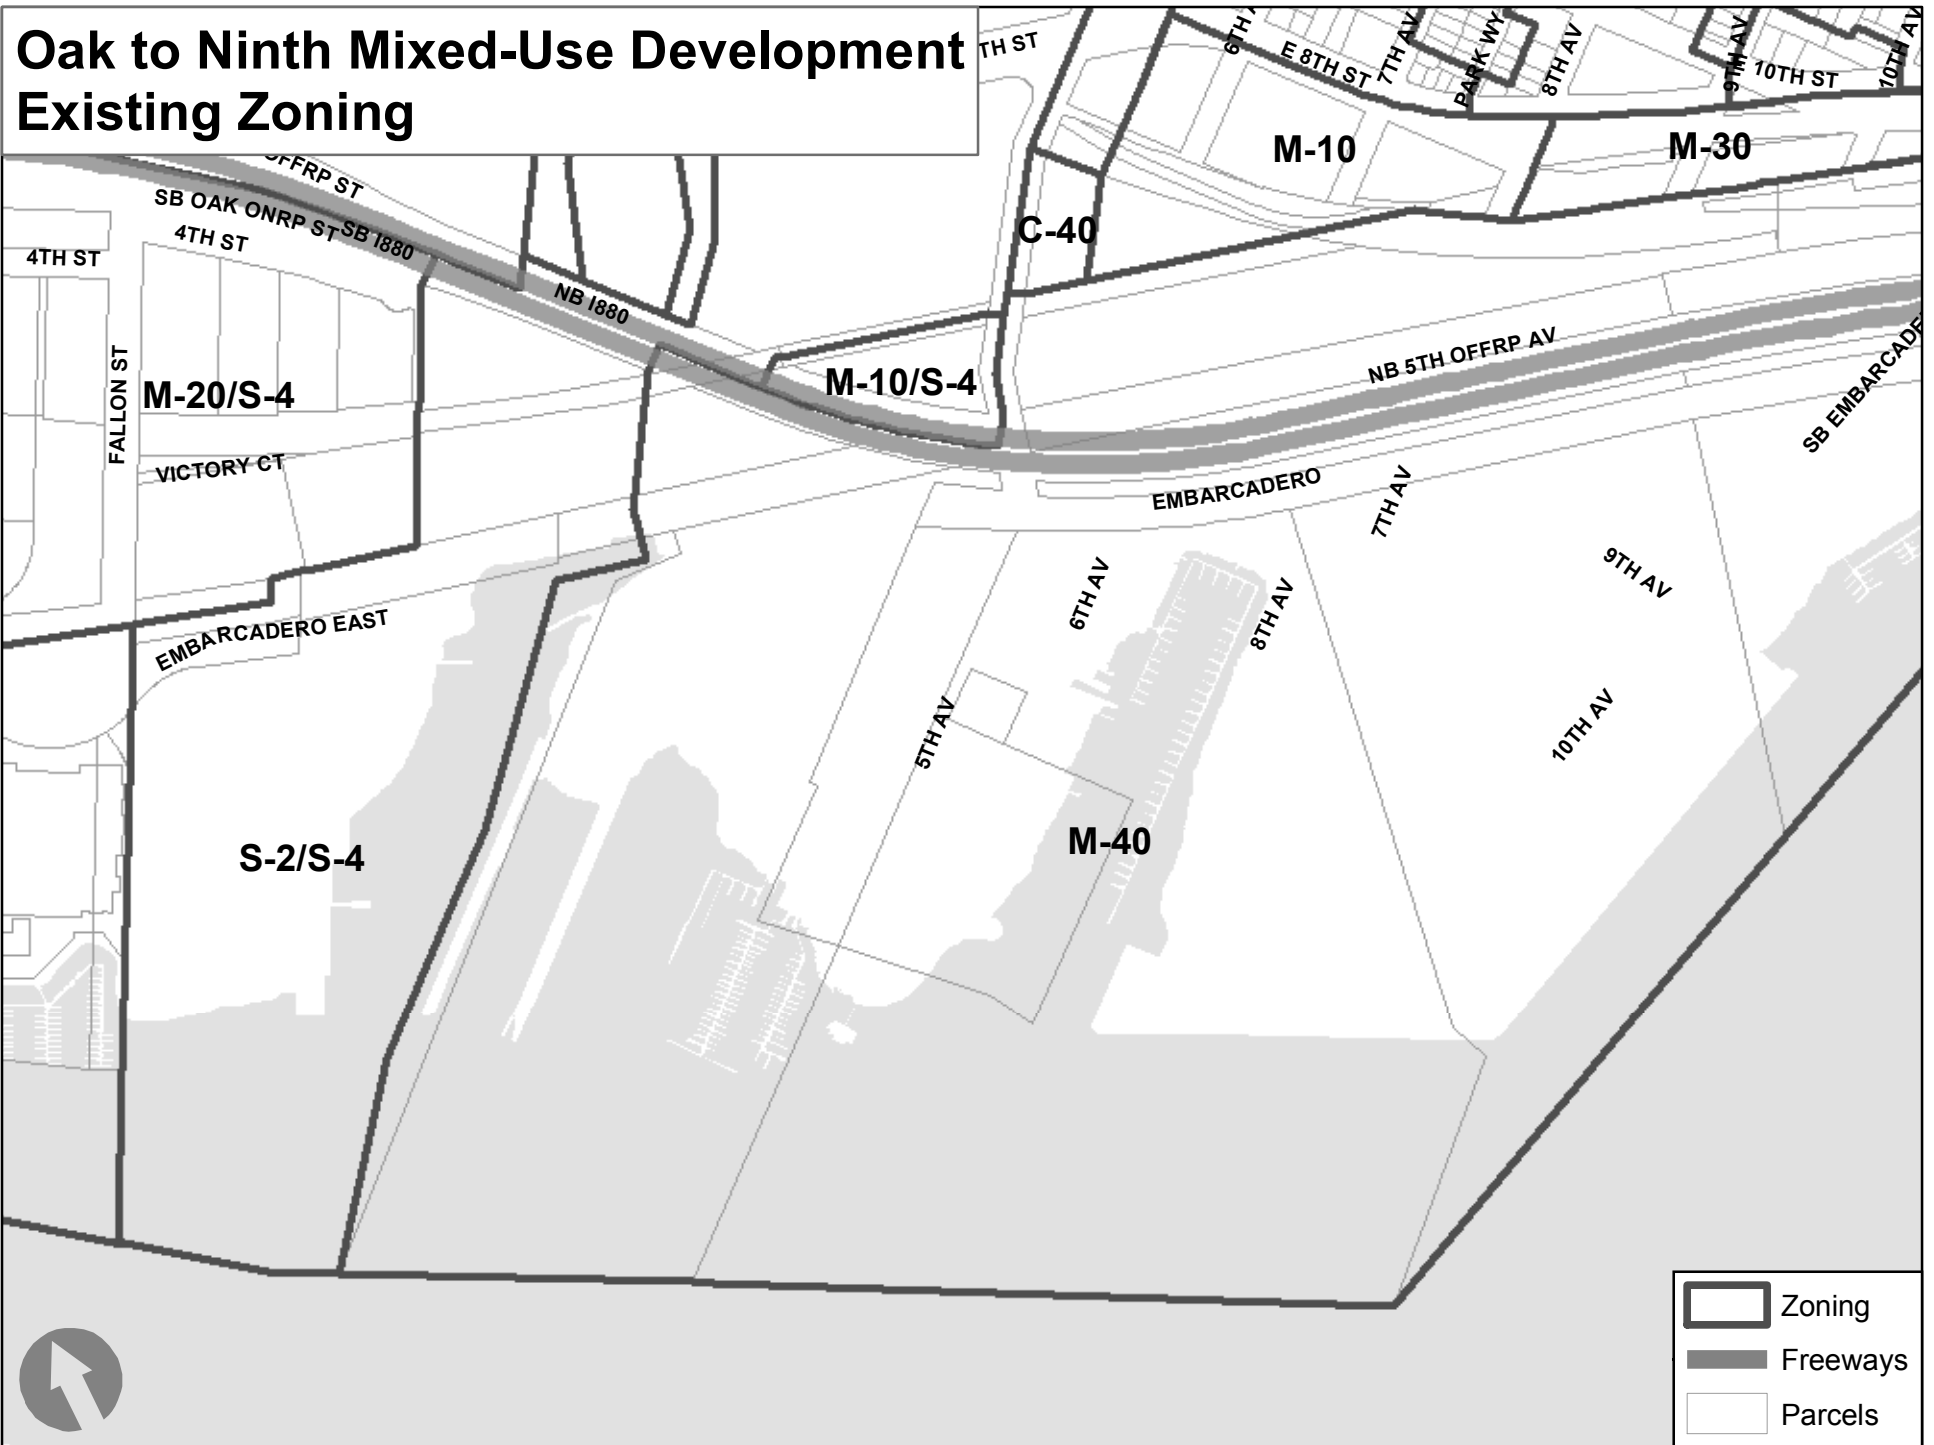 Oak to Ninth Mixed-Use Development
Existing Zoning
TH ST
6TH
E 8TH ST
7TH AV
PARK WY
8TH AV
9TH AV
10TH ST
10TH AV
M-10
M-30
OFFRP ST
SB OAK ONRP ST
SB I880
4TH ST
4TH ST
C-40
NB I880
NB 5TH OFFRP AV
FALLON ST
M-20/S-4
M-10/S-4
SB EMBARCADE
VICTORY CT
EMBARCADERO
7TH AV
6TH AV
8TH AV
9TH AV
EMBARCADERO EAST
5TH AV
10TH AV
S-2/S-4
M-40
Zoning
Freeways
Parcels